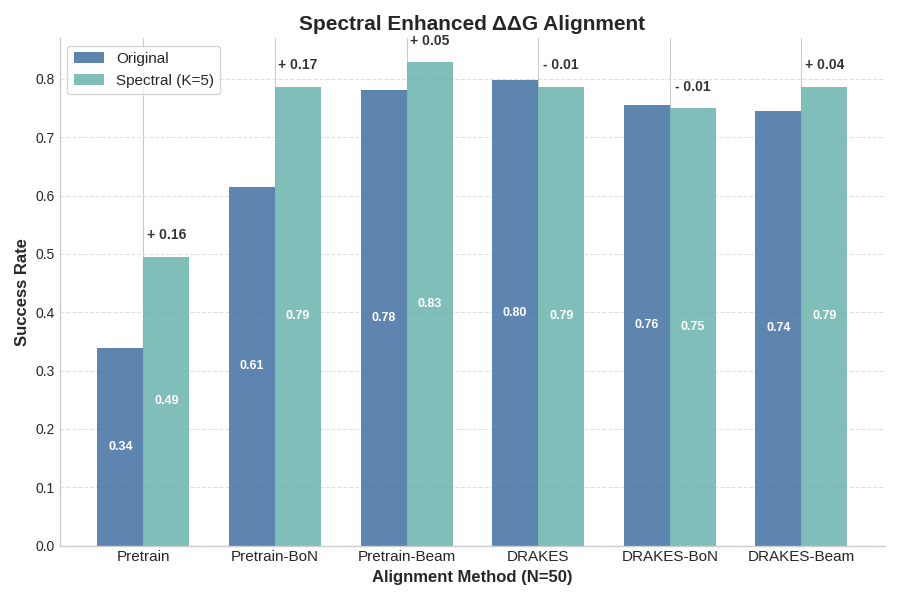 Spectral Enhanced ΔΔG Alignment
Original
Spectral (K=5)
+ 0.16
+ 0.17
+ 0.05
- 0.01
- 0.01
+ 0.04
0.34
0.49
0.61
0.79
0.78
0.83
0.80
0.79
0.76
0.75
0.74
0.79
Success Rate
0.8
0.7
0.6
0.5
0.4
0.3
0.2
0.1
0.0
Pretrain
Pretrain-BoN
Pretrain-Beam
DRAKES
DRAKES-BoN
DRAKES-Beam
Alignment Method (N=50)